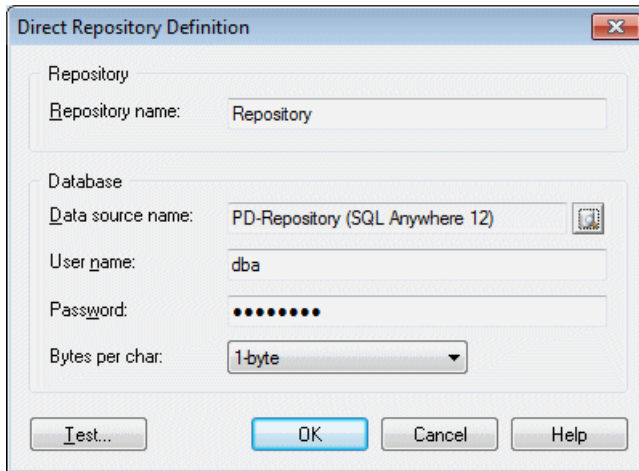 Direct Repository Definition
Repository
Repository name: Repository
Database
Data source name: PD-Repository (SQL Anywhere 12)
User name: dba
Password: ●●●●●●●●
Bytes per char: 1-byte
Test... OK Cancel Help